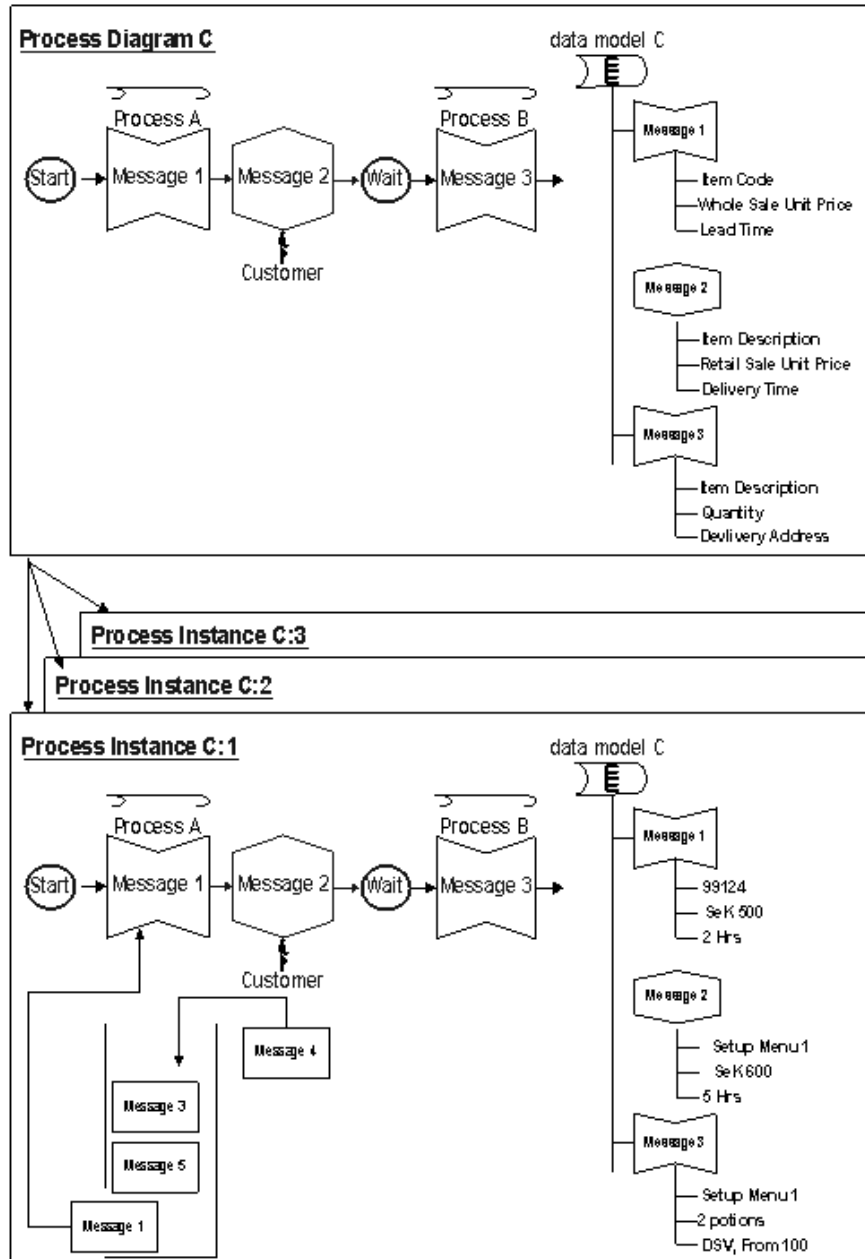 Process Diagram C
data model C
Process A
Process B
Message 1
Start
Message 1
Message 2
Wait
Message 3
Item Code
Whole Sale Unit Price
Lead Time
Customer
Message 2
Item Description
Retail Sale Unit Price
Delivery Time
Message 3
Item Description
Quantity
Devlivery Address
Process Instance C:3
Process Instance C:2
Process Instance C:1
data model C
Process A
Process B
Message 1
Start
Message 1
Message 2
Wait
Message 3
99124
SeK 500
2 Hrs
Customer
Message 2
Message 4
Setup Menu 1
SeK 600
5 Hrs
Message 3
Message 3
Message 5
Setup Menu 1
2 potions
Message 1
DSV, From 100